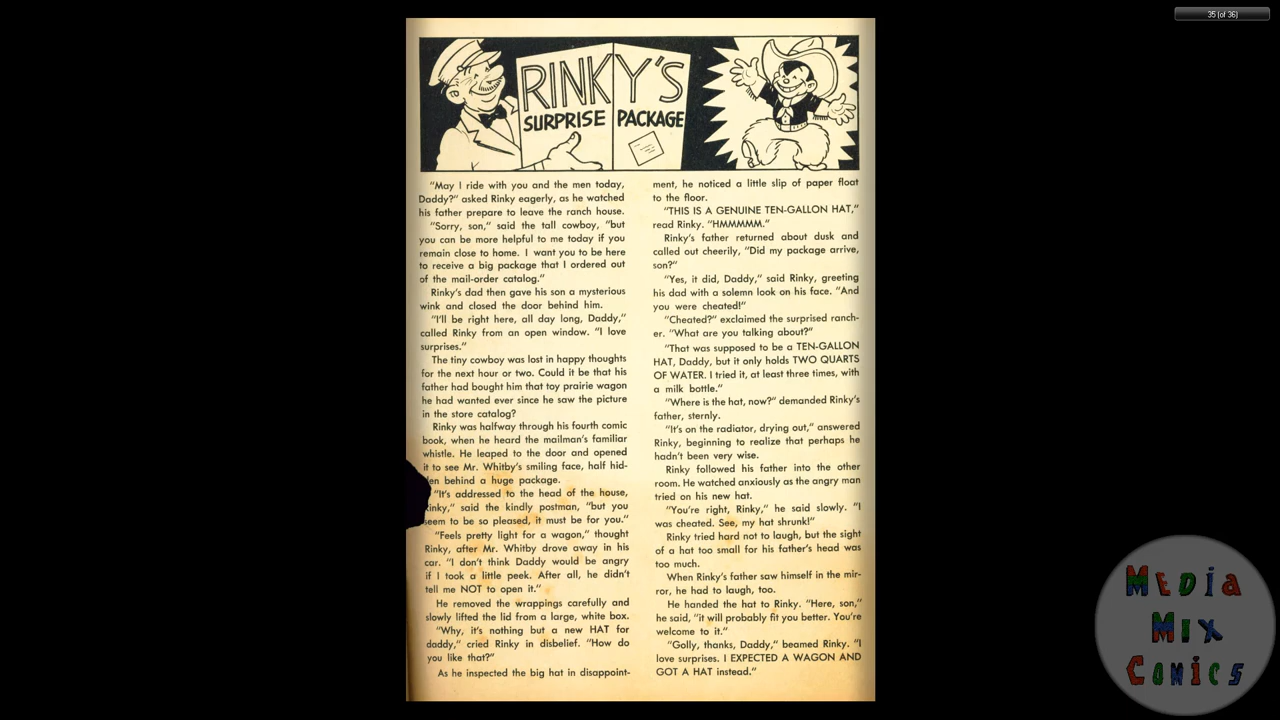 35 (of 36)
RINKY'S
SURPRISE PACKAGE
"May I ride with you and the men today,
Daddy?" asked Rinky eagerly, as he watched
his father prepare to leave the ranch house.
"Sorry, son," said the tall cowboy, "but
you can be more helpful to me today if you
remain close to home. I want you to be here
to receive a big package that I ordered out
of the mail-order catalog."
Rinky's dad then gave his son a mysterious
wink and closed the door behind him.
"I'll be right here, all day long, Daddy,"
called Rinky from an open window. "I love
surprises."
The tiny cowboy was lost in happy thoughts
for the next hour or two. Could it be that his
father had bought him that toy prairie wagon
he had wanted ever since he saw the picture
in the store catalog?
Rinky was halfway through his fourth comic
book, when he heard the mailman's familiar
whistle. He leaped to the door and opened
it to see Mr. Whitby's smiling face, half hid-
en behind a huge package.
"It's addressed to the head of the house,
inky," said the kindly postman, "but you
seem to be so pleased, it must be for you."
"Feels pretty light for a wagon," thought
Rinky, after Mr. Whitby drove away in his
car. "I don't think Daddy would be angry
if I took a little peek. After all, he didn't
tell me NOT to open it."
He removed the wrappings carefully and
slowly lifted the lid from a large, white box.
"Why, it's nothing but a new HAT for
daddy," cried Rinky in disbelief. "How do
you like that?"
As he inspected the big hat in disappoint-
ment, he noticed a little slip of paper float
to the floor.
"THIS IS A GENUINE TEN-GALLON HAT,"
read Rinky. "HMMMMM."
Rinky's father returned about dusk and
called out cheerily, "Did my package arrive,
son?"
"Yes, it did, Daddy," said Rinky, greeting
his dad with a solemn look on his face. "And
you were cheated!"
"Cheated?" exclaimed the surprised ranch-
er. "What are you talking about?"
"That was supposed to be a TEN-GALLON
HAT, Daddy, but it only holds TWO QUARTS
OF WATER. I tried it, at least three times, with
a milk bottle."
"Where is the hat, now?" demanded Rinky's
father, sternly.
"It's on the radiator, drying out," answered
Rinky, beginning to realize that perhaps he
hadn't been very wise.
Rinky followed his father into the other
room. He watched anxiously as the angry man
tried on his new hat.
"You're right, Rinky," he said slowly. "I
was cheated. See, my hat shrunk!"
Rinky tried hard not to laugh, but the sight
of a hat too small for his father's head was
too much.
When Rinky's father saw himself in the mir-
ror, he had to laugh, too.
He handed the hat to Rinky. "Here, son,"
he said, "it will probably fit you better. You're
welcome to it."
"Golly, thanks, Daddy," beamed Rinky. "I
love surprises. I EXPECTED A WAGON AND
GOT A HAT instead."
MEDIA
MIX
COMICS